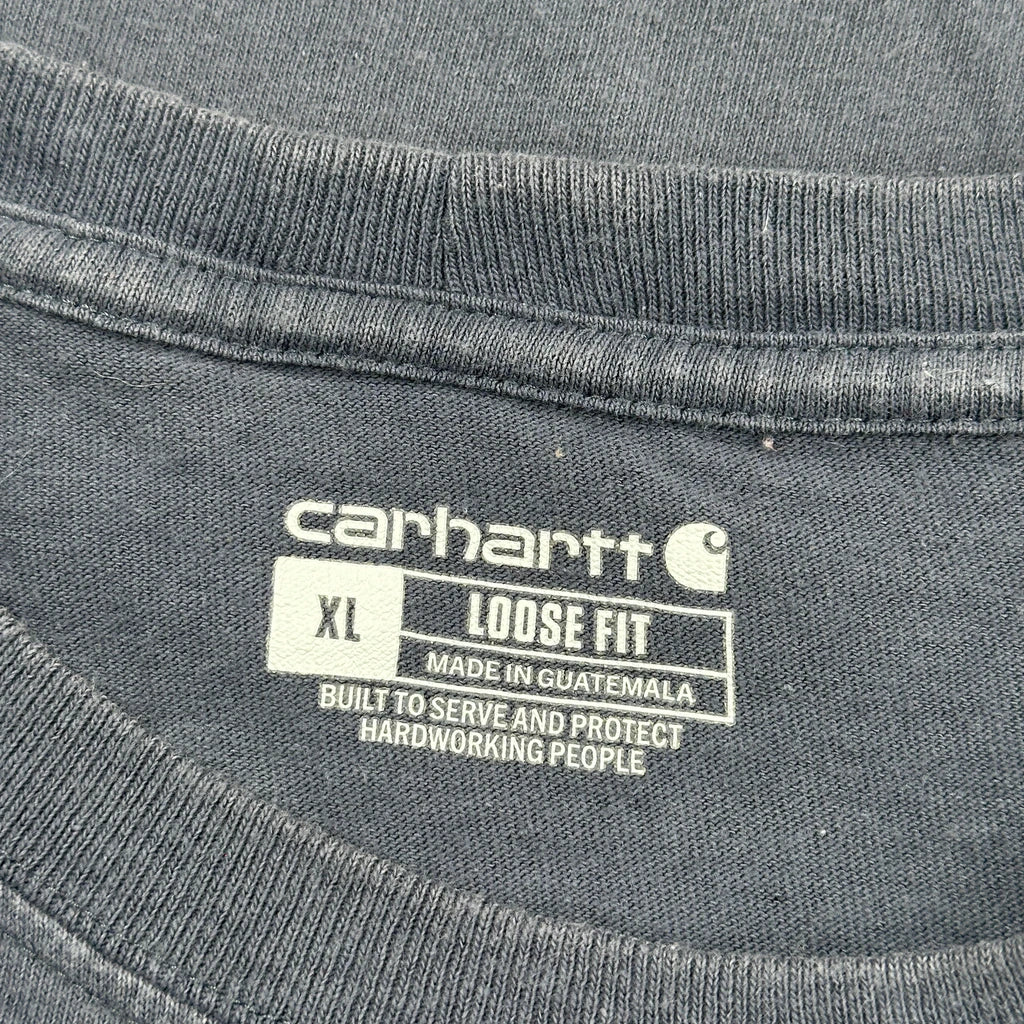 carhartt
XL
LOOSE FIT
MADE IN GUATEMALA
BUILT TO SERVE AND PROTECT
HARDWORKING PEOPLE